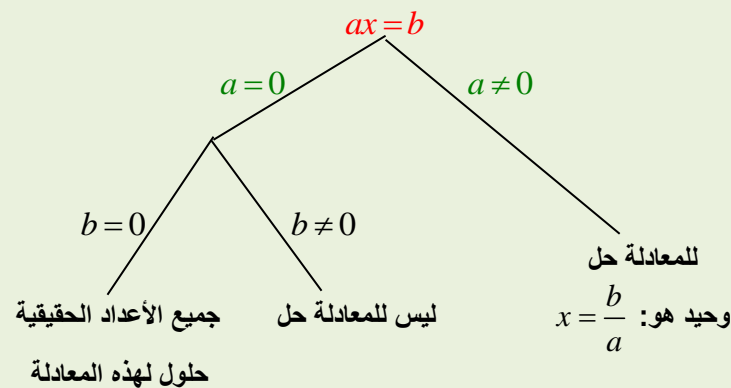 ax = b
a = 0
a ≠ 0
b = 0
b ≠ 0
للمعادلة حل
وحيد هو: x = b/a
ليس للمعادلة حل
جميع الأعداد الحقيقية
حلول لهذه المعادلة